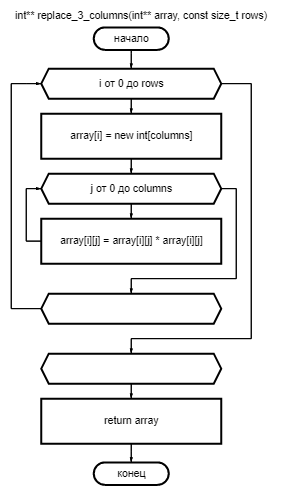 int** replace_3_columns(int** array, const size_t rows)
начало
i от 0 до rows
array[i] = new int[columns]
j от 0 до columns
array[i][j] = array[i][j] * array[i][j]
return array
конец